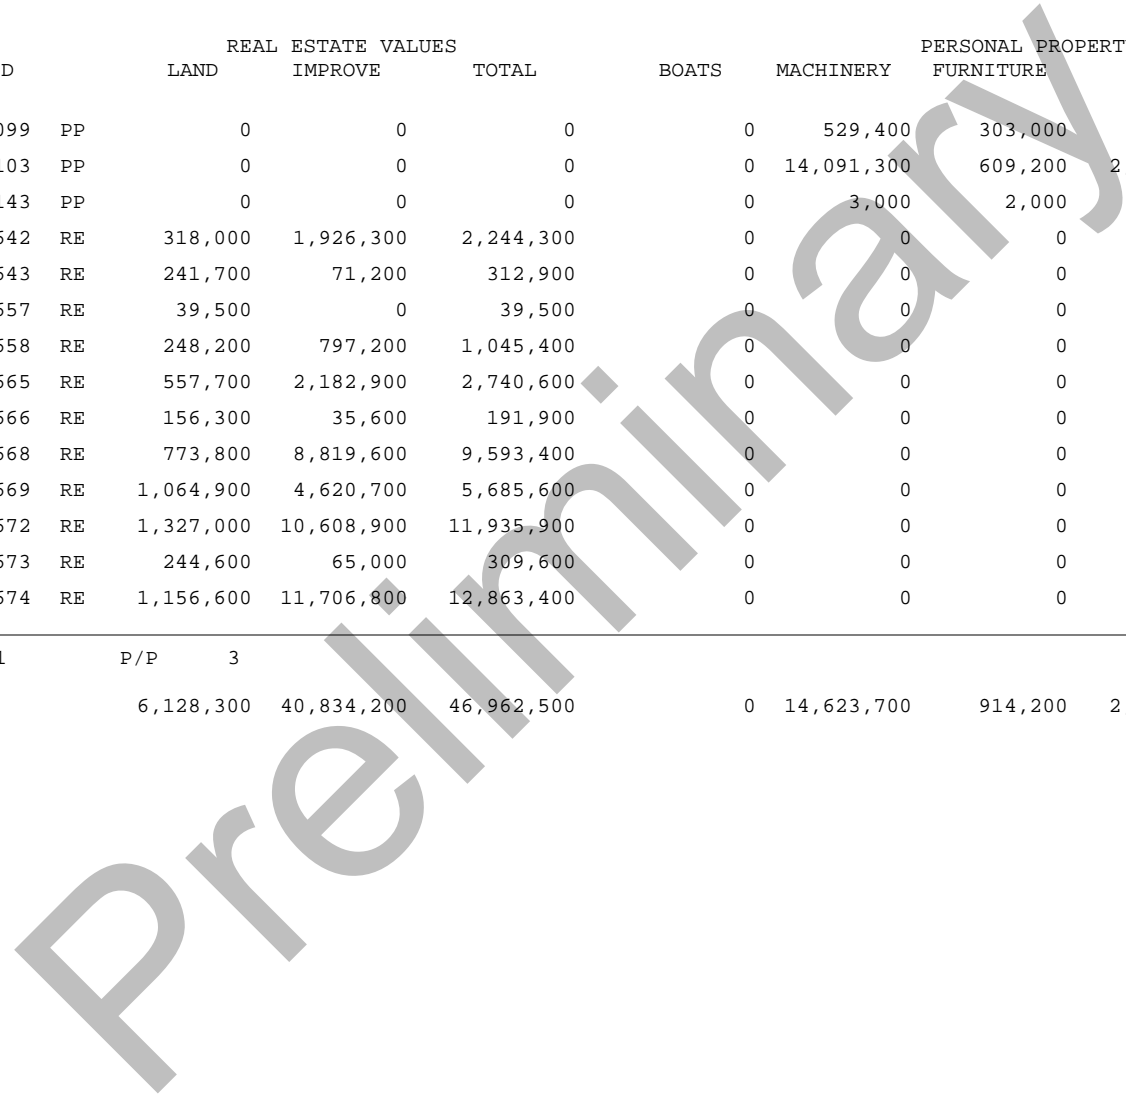 REAL ESTATE VALUES PERSONAL PROPERT
D LAND IMPROVE TOTAL BOATS MACHINERY FURNITURE
099 PP 0 0 0 0 529,400 303,000
103 PP 0 0 0 0 14,091,300 609,200 2
143 PP 0 0 0 0 3,000 2,000
542 RE 318,000 1,926,300 2,244,300 0 0 0
543 RE 241,700 71,200 312,900 0 0 0
557 RE 39,500 0 39,500 0 0 0
558 RE 248,200 797,200 1,045,400 0 0 0
565 RE 557,700 2,182,900 2,740,600 0 0 0
566 RE 156,300 35,600 191,900 0 0 0
568 RE 773,800 8,819,600 9,593,400 0 0 0
569 RE 1,064,900 4,620,700 5,685,600 0 0 0
572 RE 1,327,000 10,608,900 11,935,900 0 0 0
573 RE 244,600 65,000 309,600 0 0 0
574 RE 1,156,600 11,706,800 12,863,400 0 0 0
1 P/P 3
6,128,300 40,834,200 46,962,500 0 14,623,700 914,200 2
Preliminary